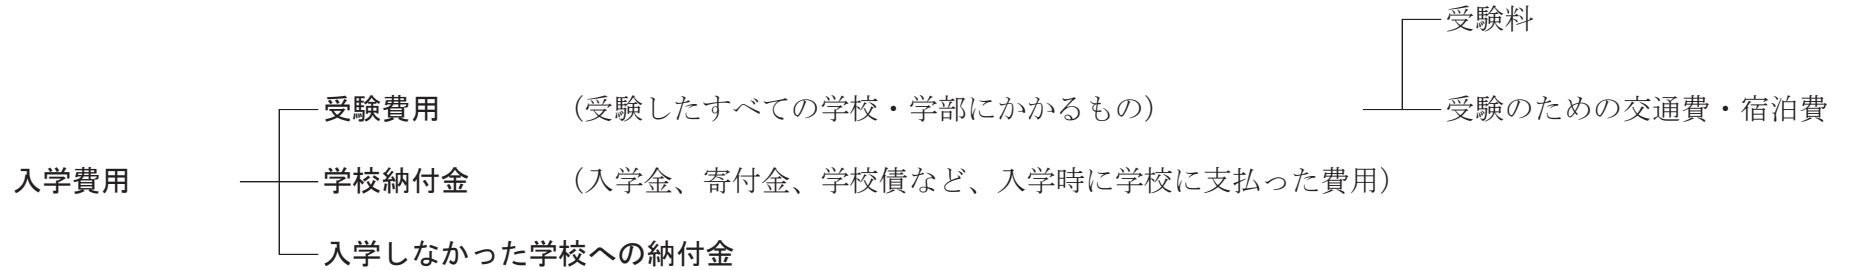 受験料
受験費用 （受験したすべての学校・学部にかかるもの） 受験のための交通費・宿泊費
入学費用 学校納付金 （入学金、寄付金、学校債など、入学時に学校に支払った費用）
入学しなかった学校への納付金